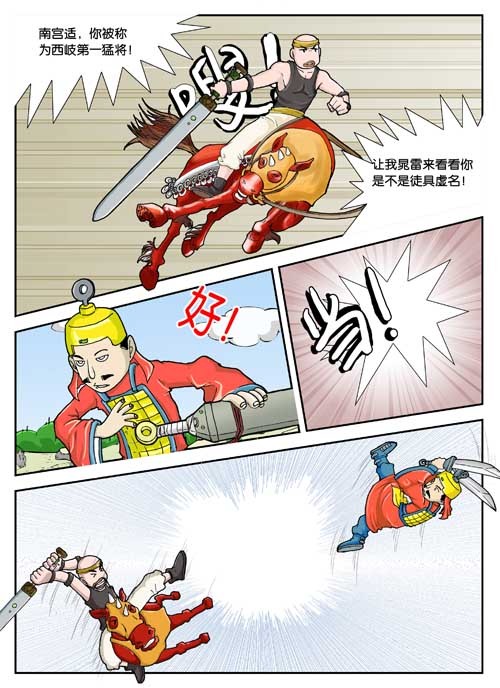 南宫适，你被称
为西岐第一猛将！
嗖！
让我晁雷来看看你
是不是徒具虚名！
好！
当！